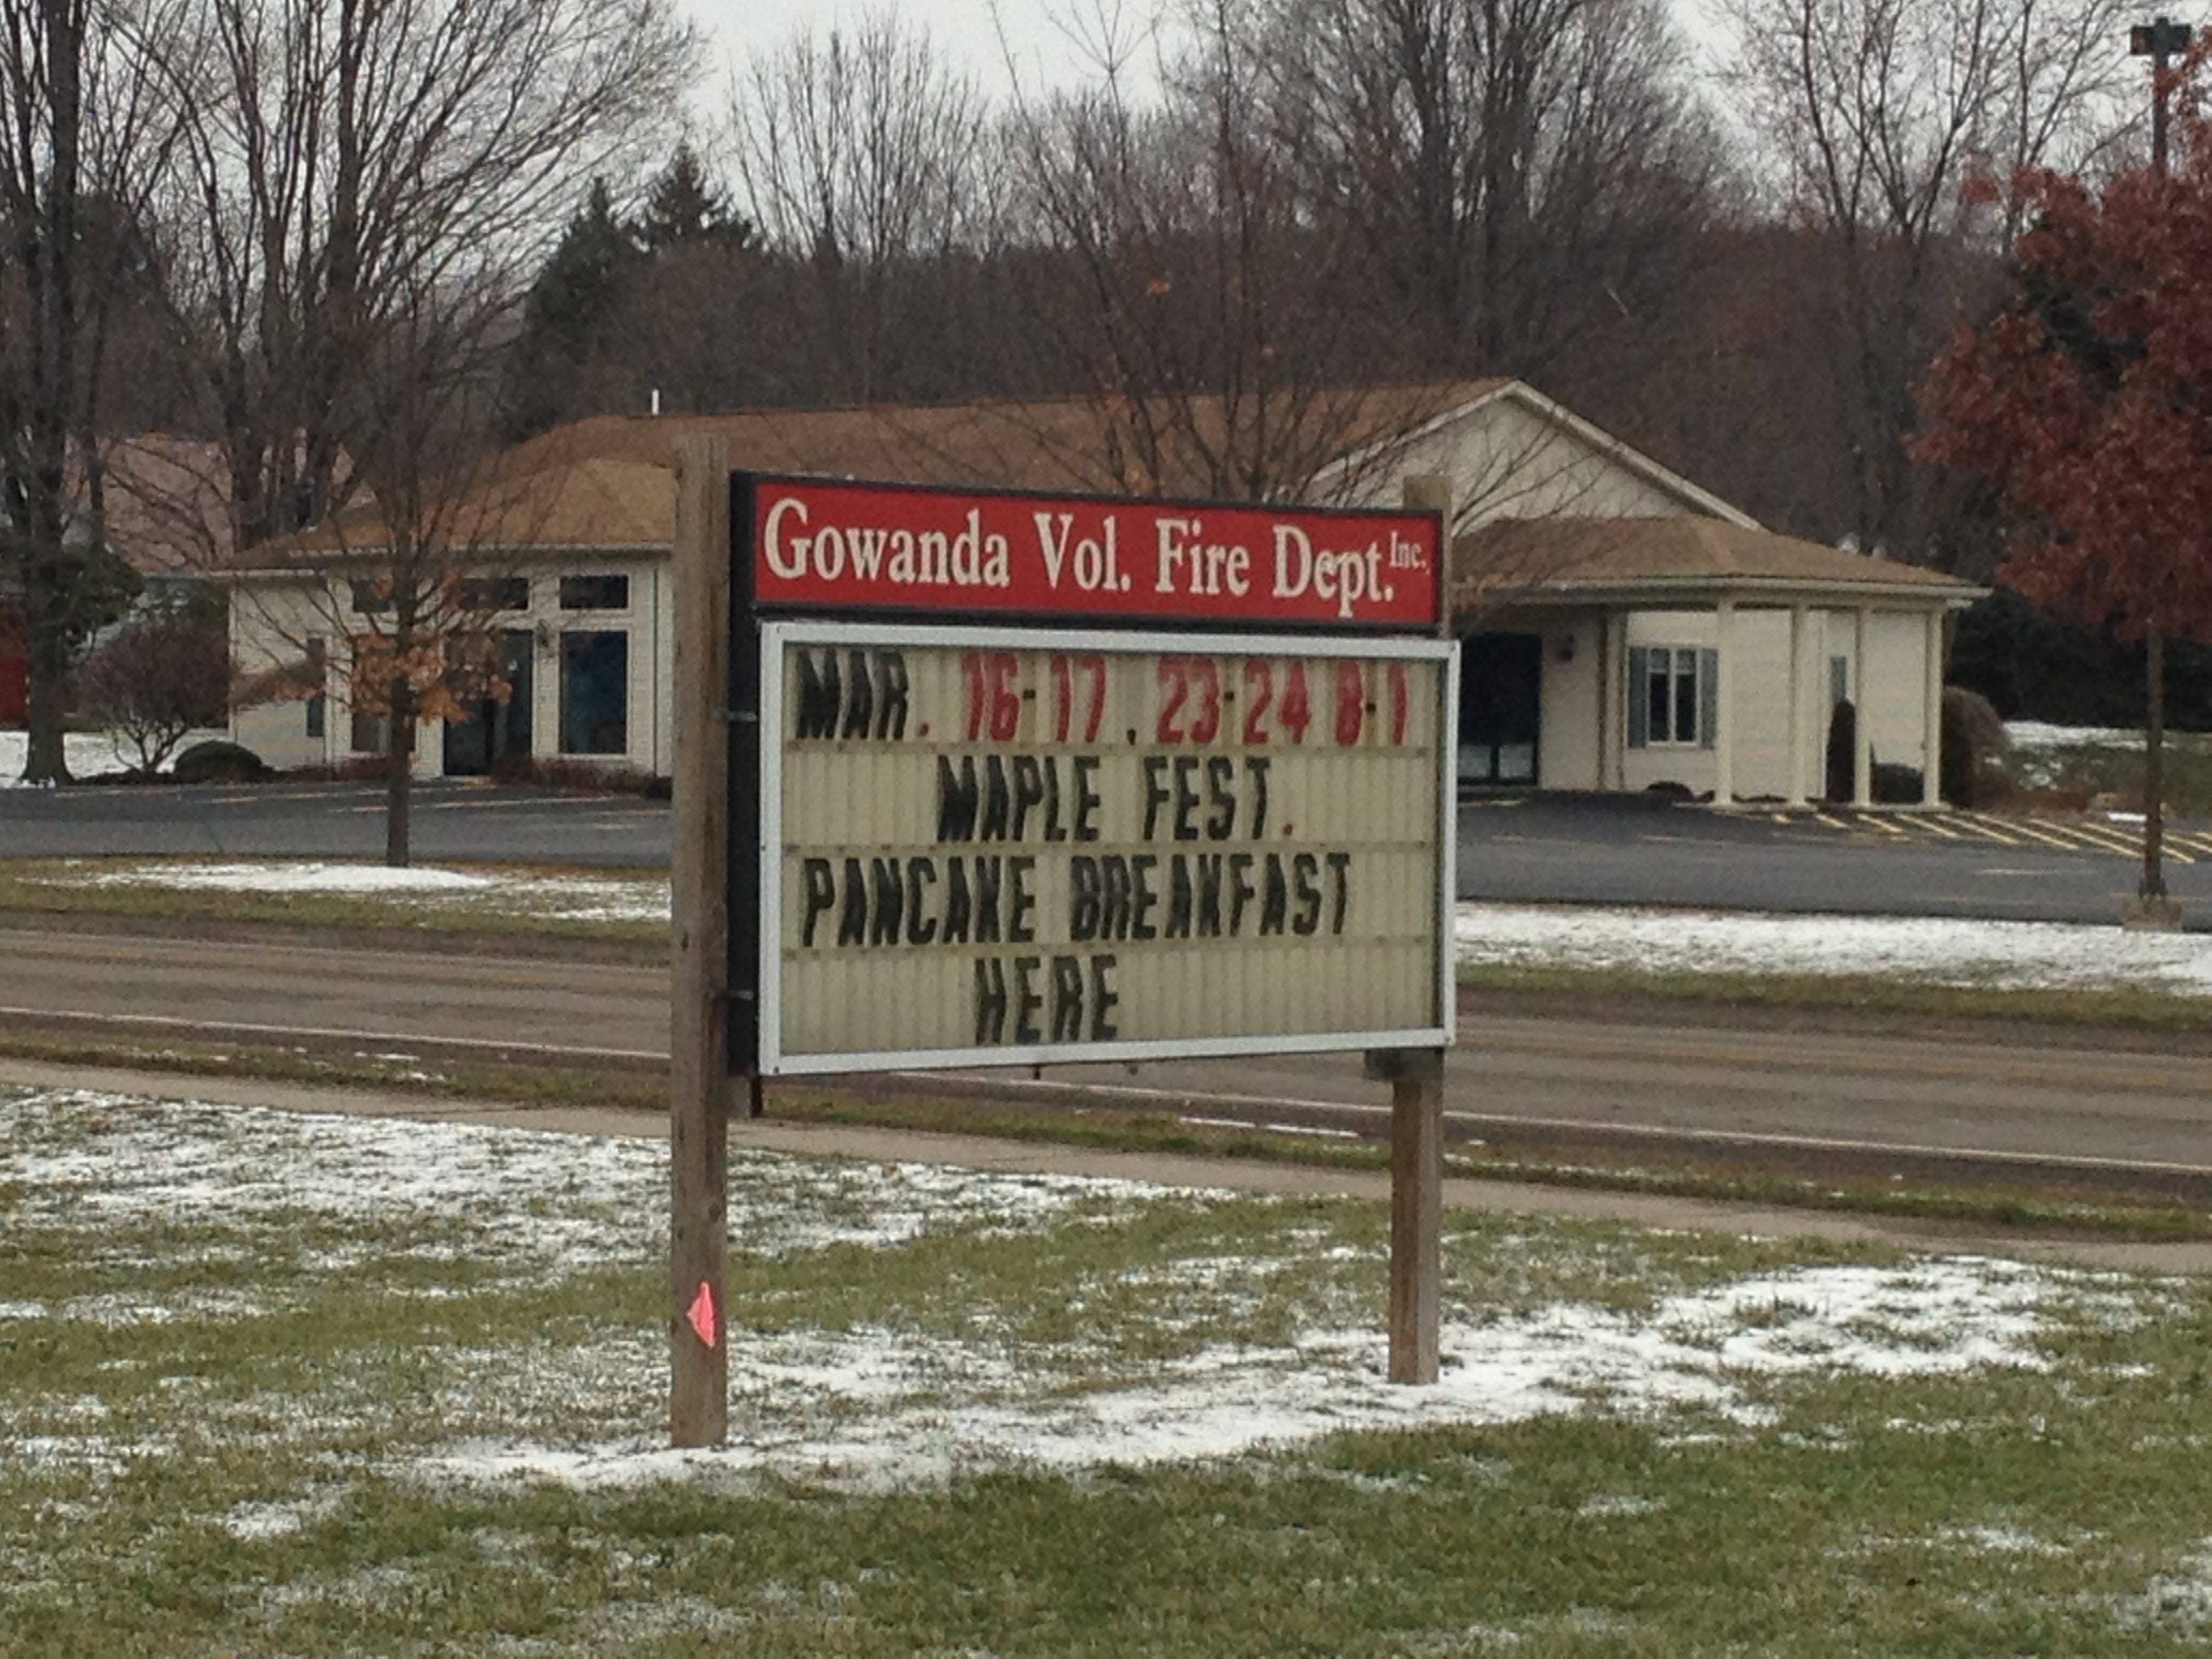 Gowanda Vol. Fire Dept. Inc.
MAR. 16-17, 23-24 8-1
MAPLE FEST.
PANCAKE BREAKFAST
HERE